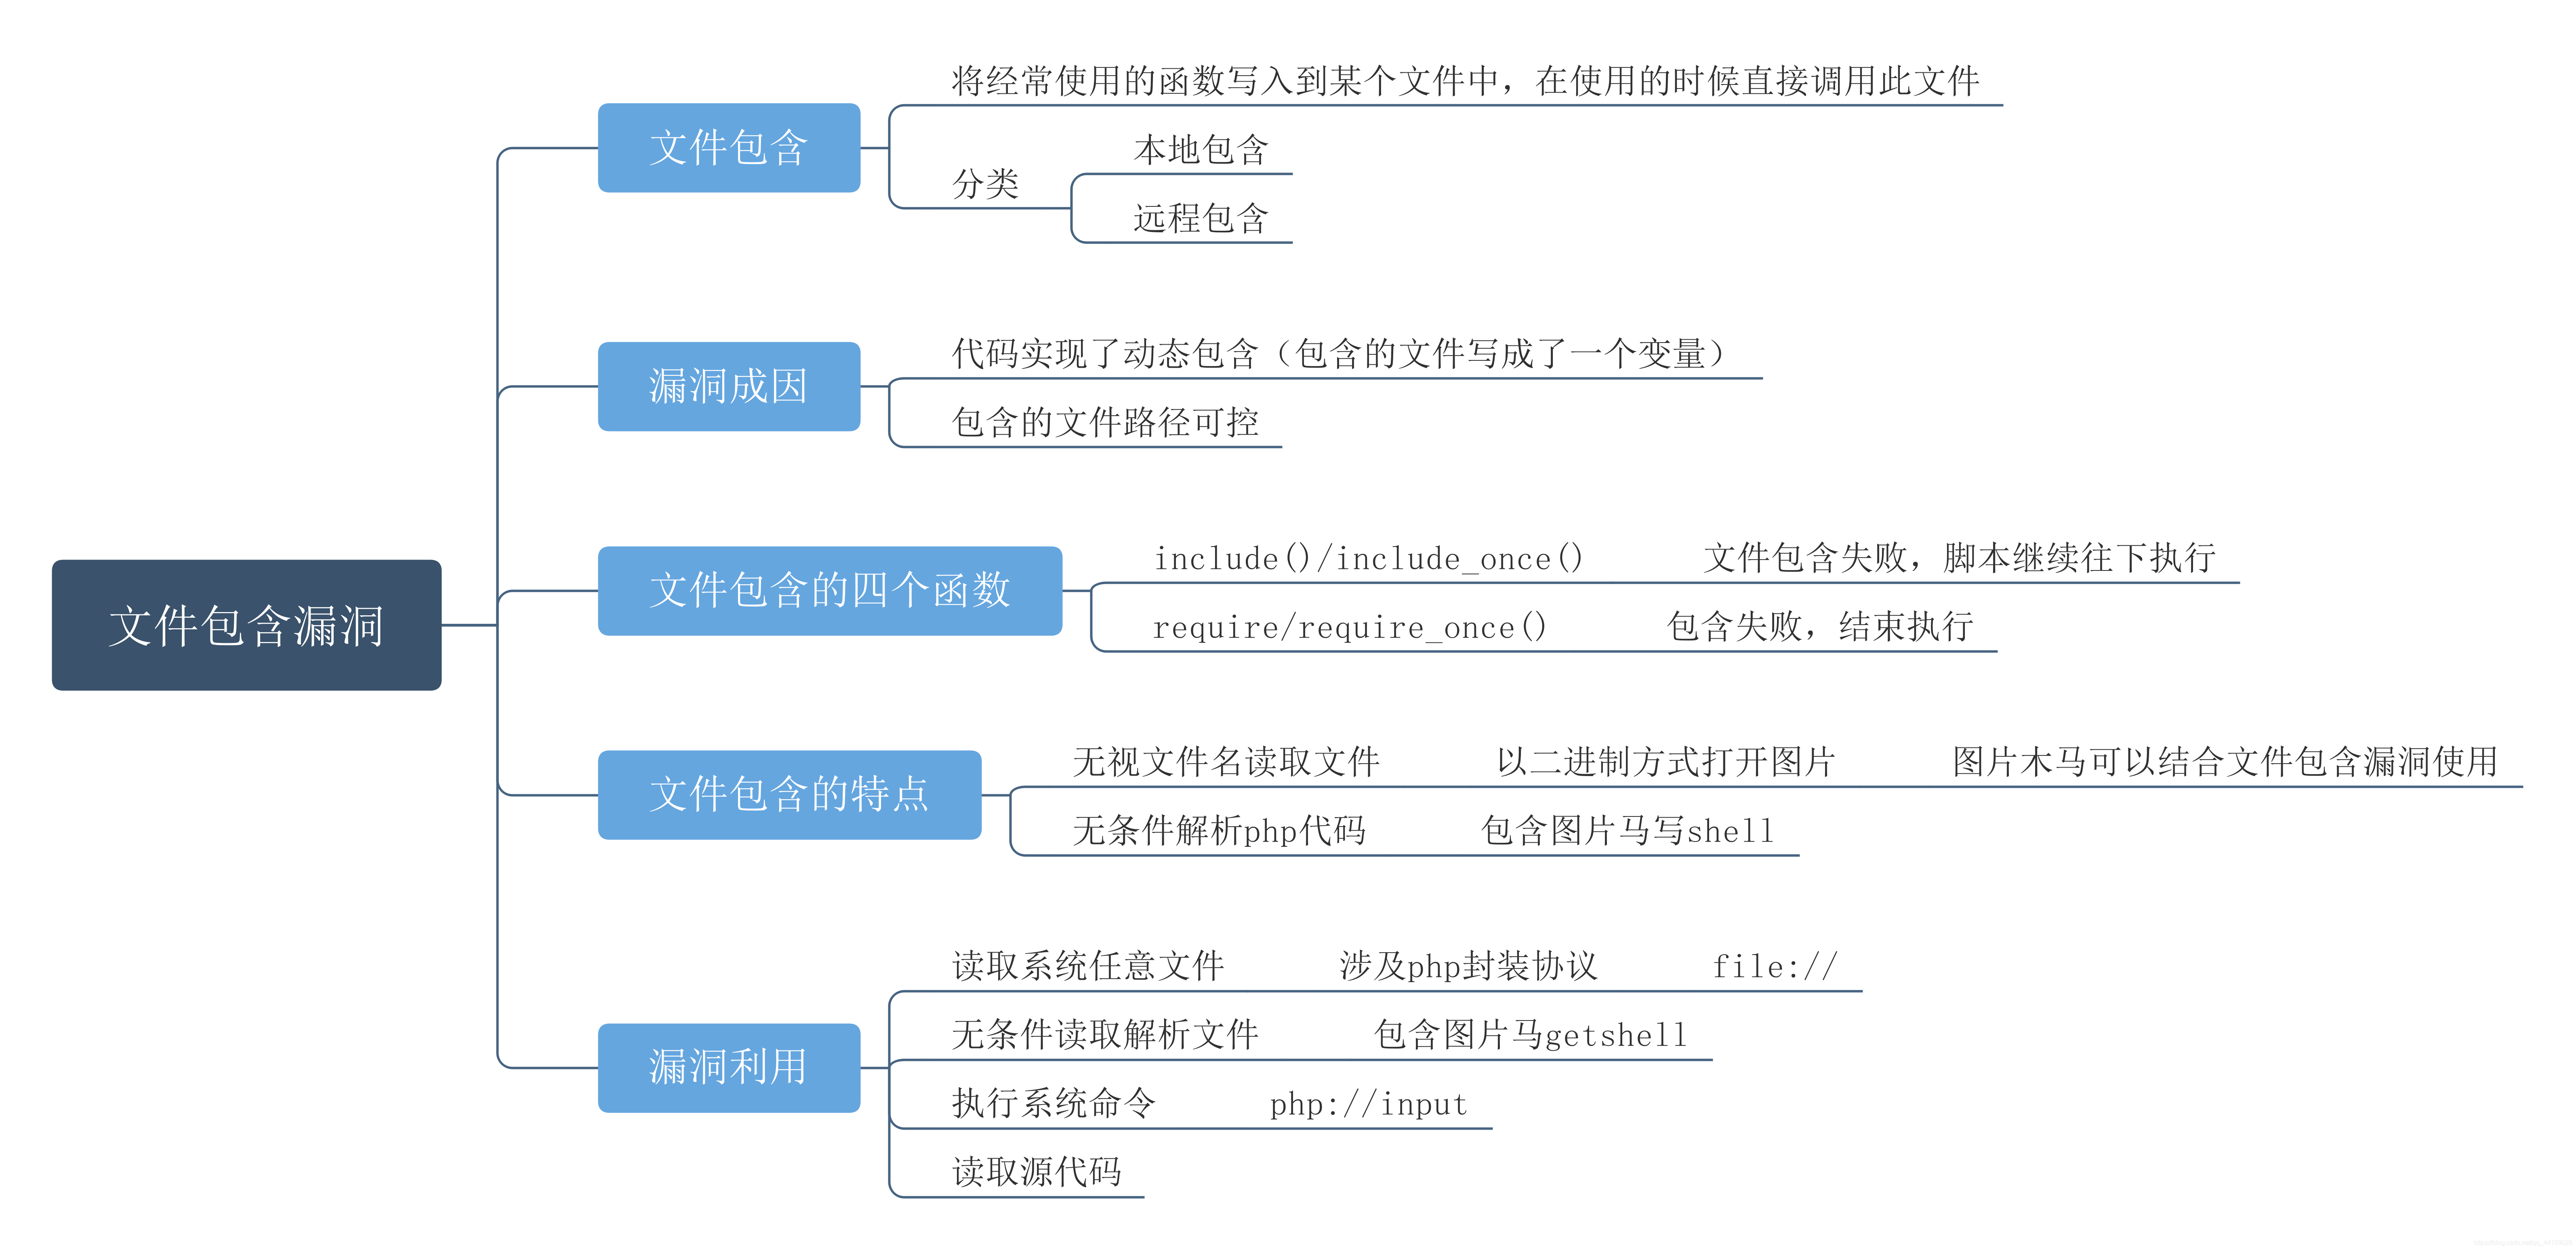 将经常使用的函数写入到某个文件中，在使用的时候直接调用此文件
文件包含
本地包含
分类
远程包含
代码实现了动态包含（包含的文件写成了一个变量）
漏洞成因
包含的文件路径可控
include()/include_once() 文件包含失败，脚本继续往下执行
文件包含的四个函数
require/require_once() 包含失败，结束执行
文件包含漏洞
无视文件名读取文件 以二进制方式打开图片 图片木马可以结合文件包含漏洞使用
文件包含的特点
无条件解析php代码 包含图片马写shell
读取系统任意文件 涉及php封装协议 file://
无条件读取解析文件 包含图片马getshell
漏洞利用
执行系统命令 php://input
读取源代码